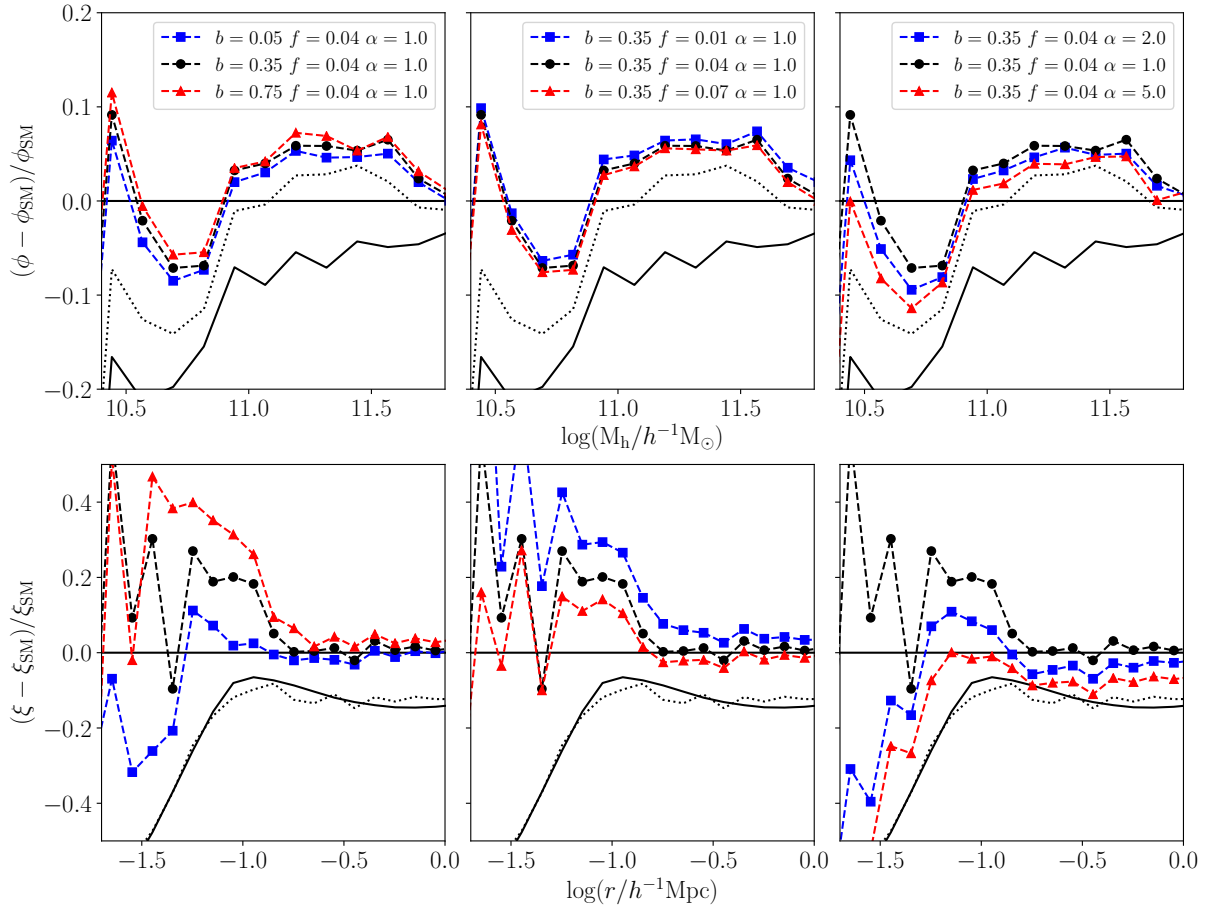 0.2
0.1
0.0
−0.1
−0.2
(ϕ − ϕ_SM)/ϕ_SM
b = 0.05 f = 0.04 α = 1.0
b = 0.35 f = 0.04 α = 1.0
b = 0.75 f = 0.04 α = 1.0
b = 0.35 f = 0.01 α = 1.0
b = 0.35 f = 0.04 α = 1.0
b = 0.35 f = 0.07 α = 1.0
b = 0.35 f = 0.04 α = 2.0
b = 0.35 f = 0.04 α = 1.0
b = 0.35 f = 0.04 α = 5.0
10.5 11.0 11.5
10.5 11.0 11.5
10.5 11.0 11.5
log(M_h/h⁻¹M_⊙)
0.4
0.2
0.0
−0.2
−0.4
(ξ − ξ_SM)/ξ_SM
−1.5 −1.0 −0.5 0.0
−1.5 −1.0 −0.5 0.0
−1.5 −1.0 −0.5 0.0
log(r/h⁻¹Mpc)